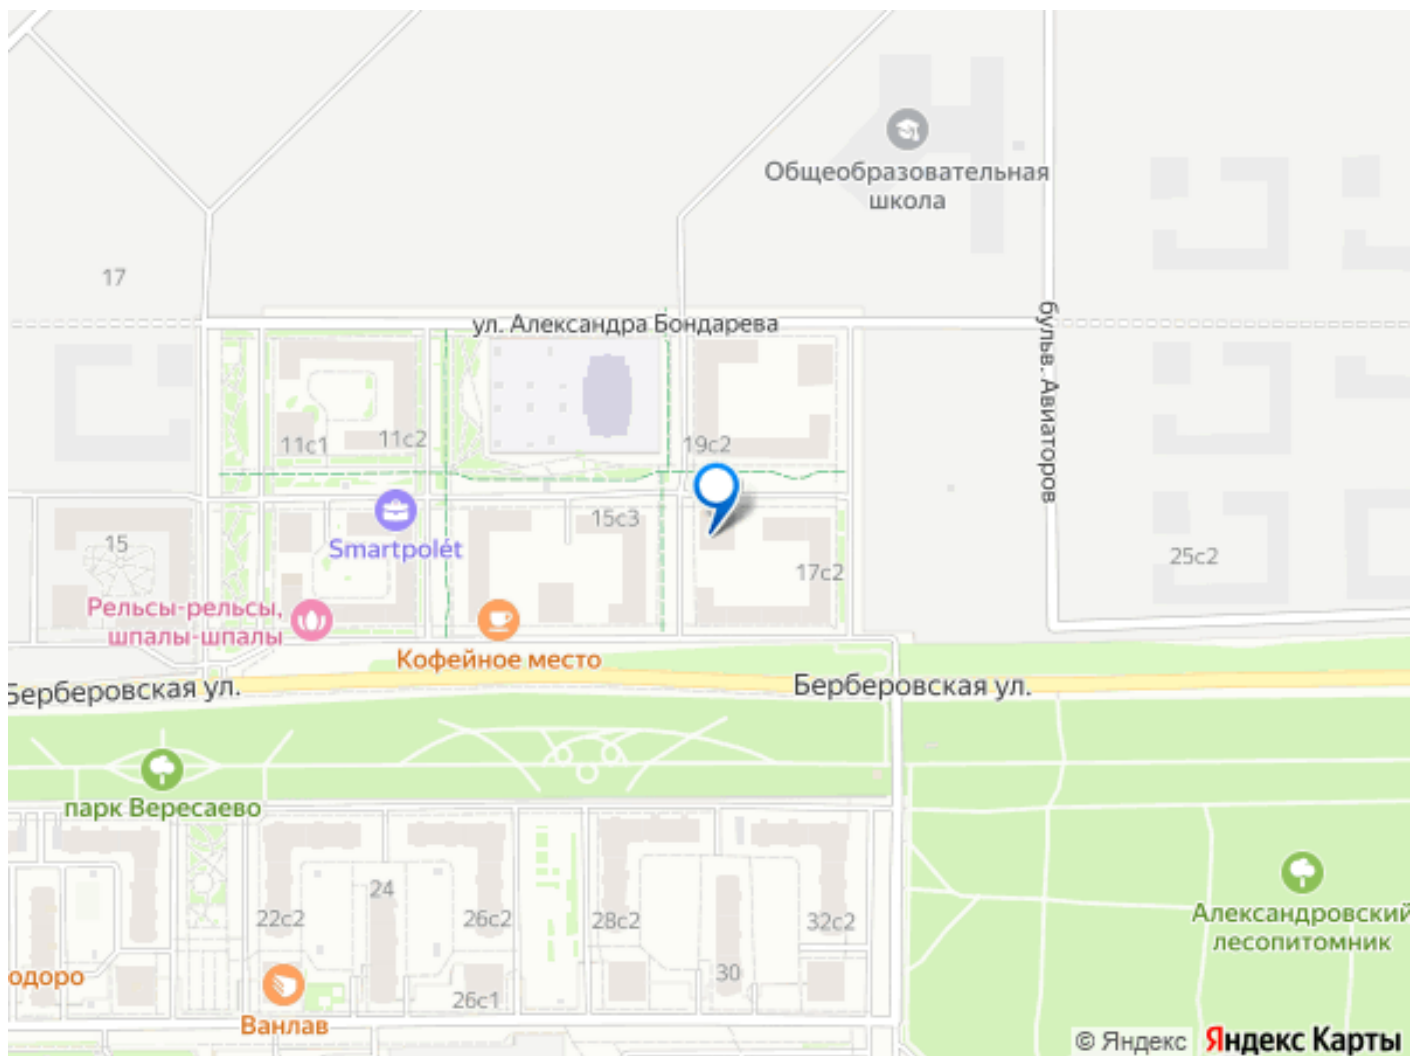 Общеобразовательная
школа
17
ул. Александра Бондарева
бульв. Авиаторов
11с1
11с2
19с2
15с3
15
Smartpolét
25с2
17с2
Рельсы-рельсы,
шпалы-шпалы
Кофейное место
Берберовская ул.
Берберовская ул.
парк Вересаево
24
22с2
26с2
28с2
32с2
Александровский
лесопитомник
одоро
30
26с1
Ванлав
© Яндекс Яндекс Карты